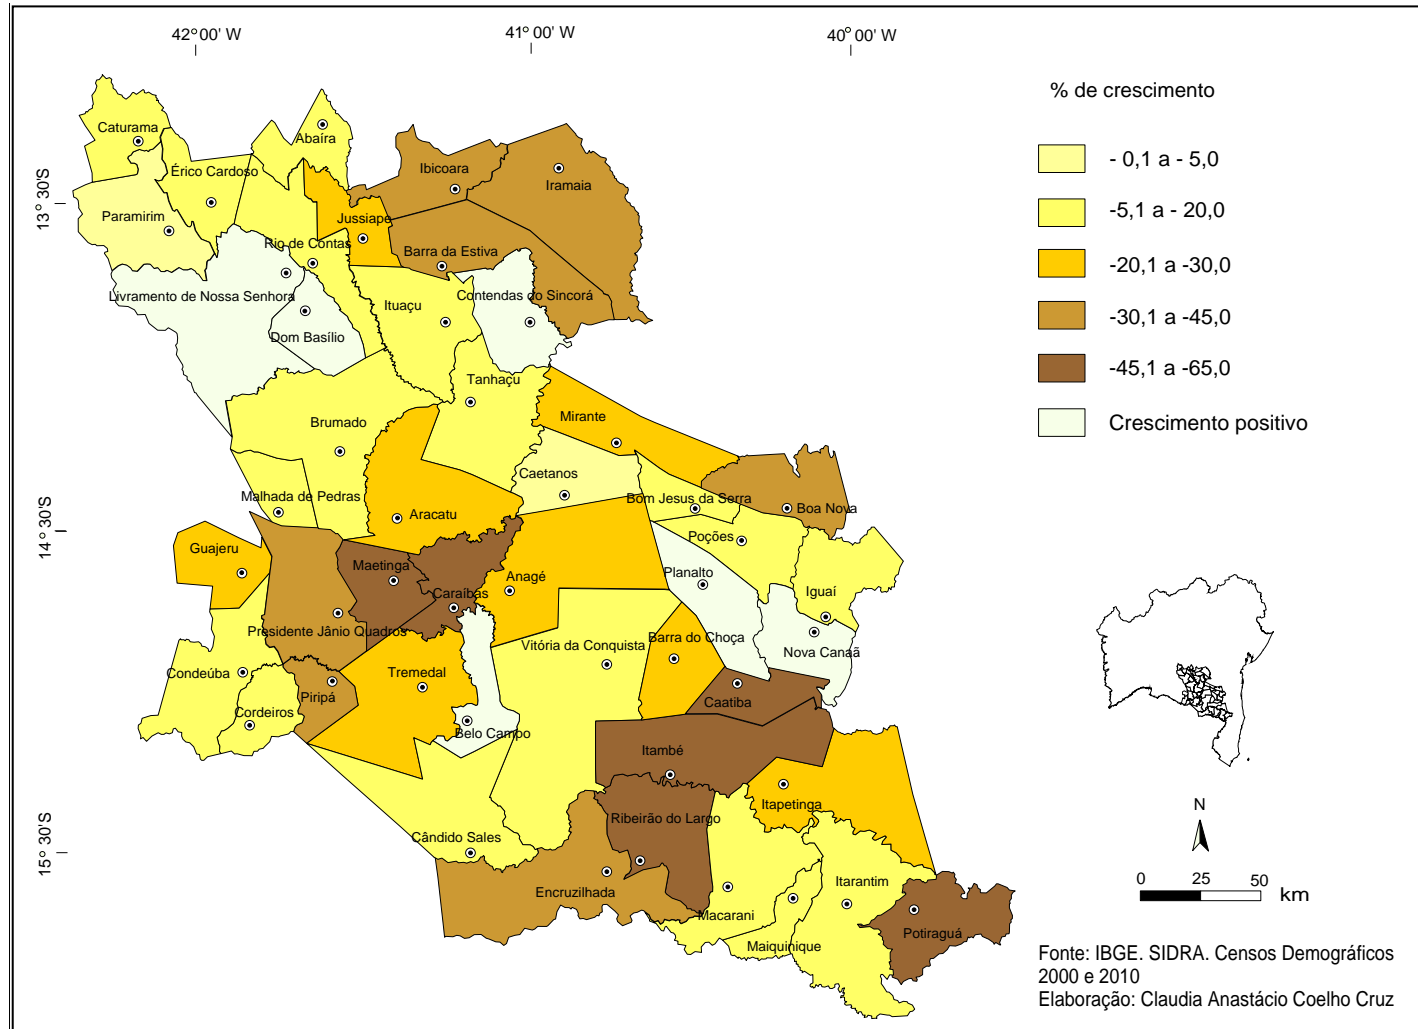 42° 00' W
41° 00' W
40° 00' W
13° 30'S
14° 30'S
15° 30'S
% de crescimento
- 0,1 a - 5,0
-5,1 a - 20,0
-20,1 a -30,0
-30,1 a -45,0
-45,1 a -65,0
Crescimento positivo
Caturama
Abaíra
Érico Cardoso
Ibicoara
Iramaia
Paramirim
Jussiape
Rio de Contas
Barra da Estiva
Livramento de Nossa Senhora
Ituaçu
Contendas do Sincorá
Dom Basílio
Tanhaçu
Brumado
Mirante
Caetanos
Malhada de Pedras
Bom Jesus da Serra
Aracatu
Boa Nova
Poções
Guajeru
Maetinga
Anagé
Planalto
Caraíbas
Iguaí
Presidente Jânio Quadros
Vitória da Conquista
Barra do Choça
Nova Canaã
Condeúba
Tremedal
Piripá
Caatiba
Cordeiros
Belo Campo
Itambé
Itapetinga
Ribeirão do Largo
Cândido Sales
Encruzilhada
Itarantim
Macarani
Maiquinique
Potiraguá
N
0 25 50 km
Fonte: IBGE. SIDRA. Censos Demográficos
2000 e 2010
Elaboração: Claudia Anastácio Coelho Cruz